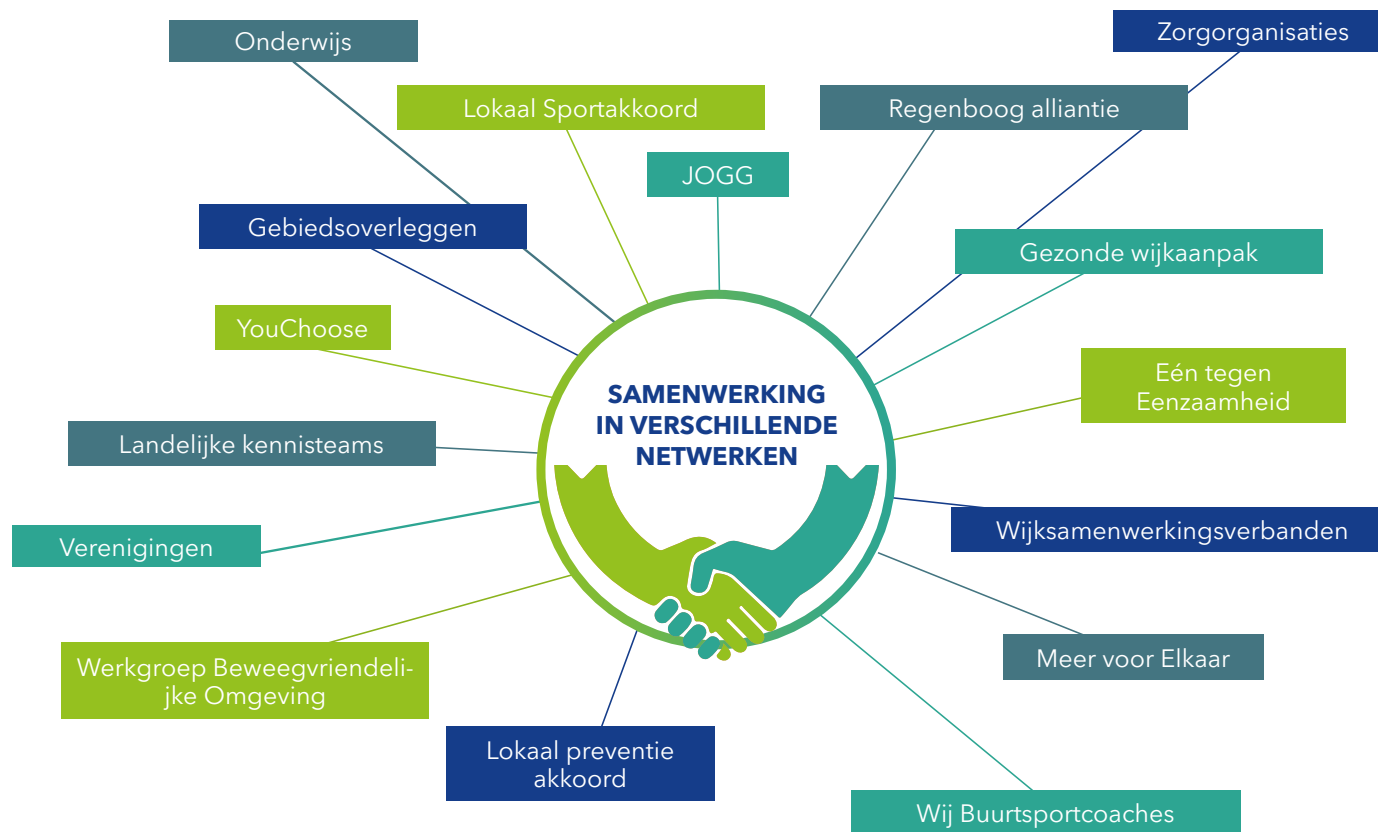 Zorgorganisaties
Onderwijs
Lokaal Sportakkoord
Regenboog alliantie
JOGG
Gebiedsoverleggen
Gezonde wijkaanpak
YouChoose
Eén tegen
Eenzaamheid
SAMENWERKING
IN VERSCHILLENDE
NETWERKEN
Landelijke kennisteams
Wijksamenwerkingsverbanden
Verenigingen
Meer voor Elkaar
Werkgroep Beweegvriendeli-
jke Omgeving
Lokaal preventie
akkoord
Wij Buurtsportcoaches